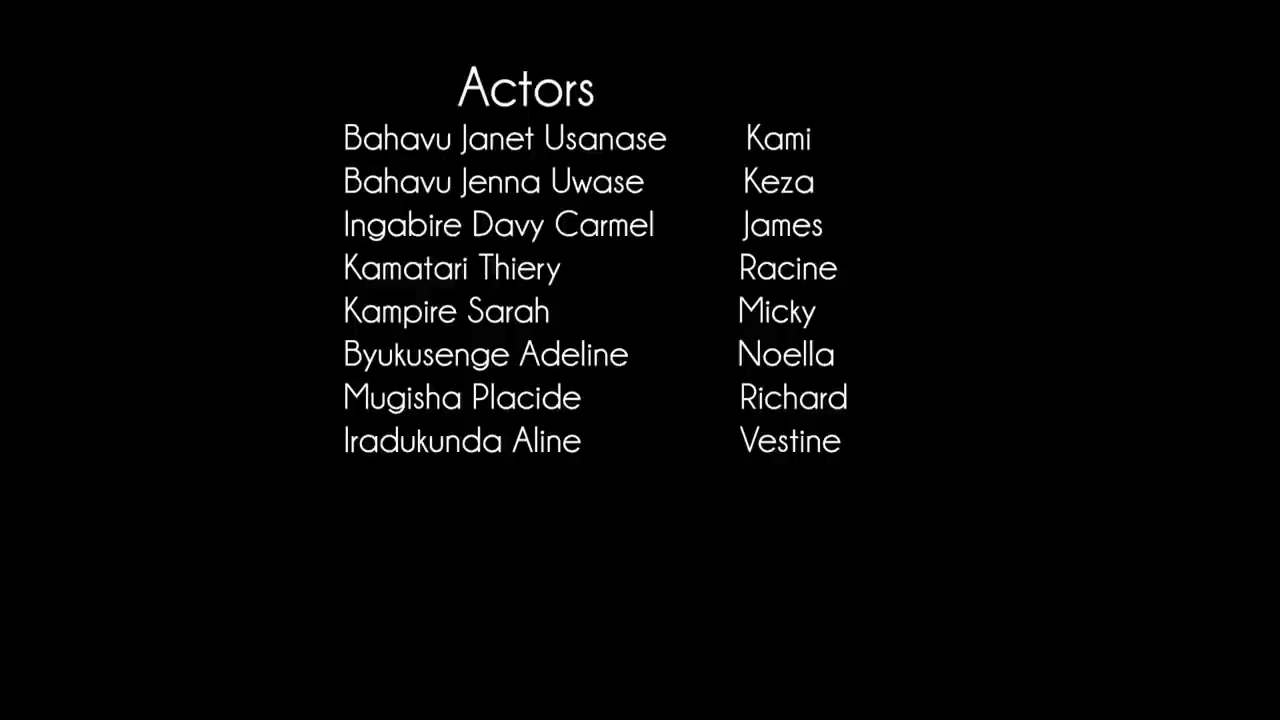 Actors
Bahavu Janet Usanase Kami
Bahavu Jenna Uwase Keza
Ingabire Davy Carmel James
Kamatari Thiery Racine
Kampire Sarah Micky
Byukusenge Adeline Noella
Mugisha Placide Richard
Iradukunda Aline Vestine